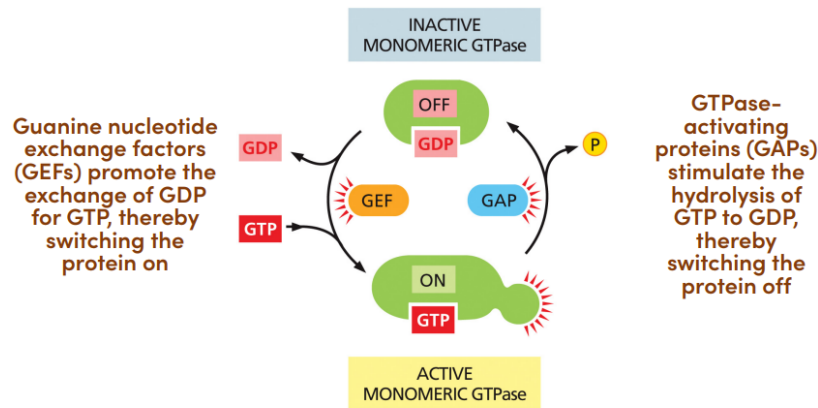 INACTIVE
MONOMERIC GTPase
Guanine nucleotide
exchange factors
(GEFs) promote the
exchange of GDP
for GTP, thereby
switching the
protein on
GDP
GTP
OFF
GDP
GEF
GAP
P
ON
GTP
GTPase-
activating
proteins (GAPs)
stimulate the
hydrolysis of
GTP to GDP,
thereby
switching the
protein off
ACTIVE
MONOMERIC GTPase